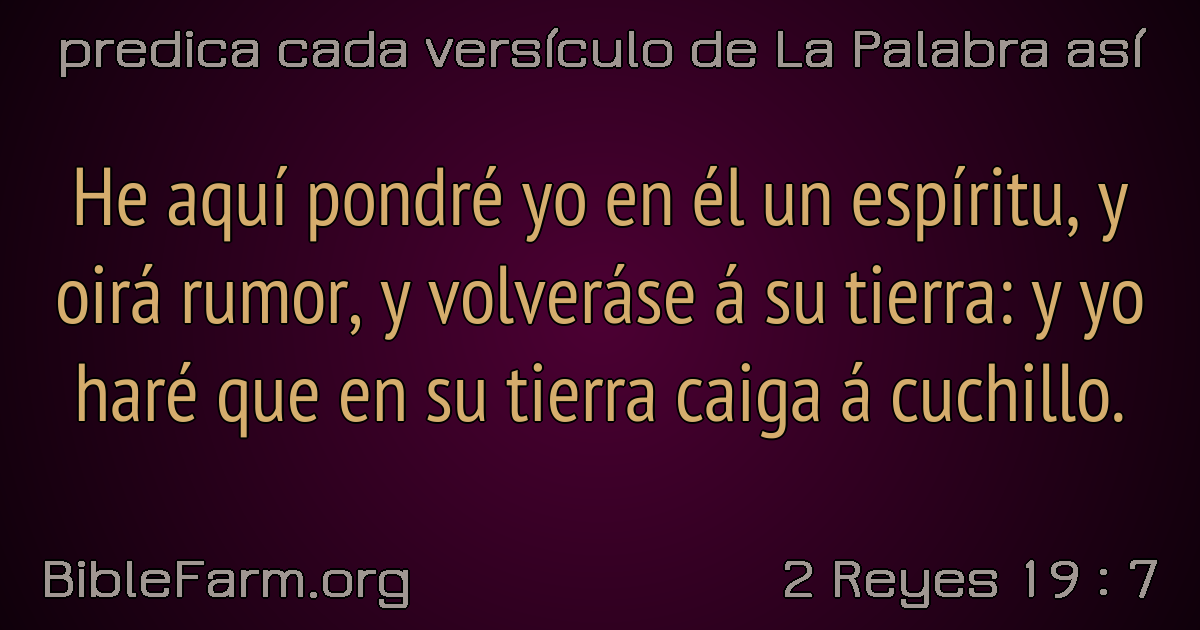 predica cada versículo de La Palabra así
He aquí pondré yo en él un espíritu, y
oirá rumor, y volveráse á su tierra: y yo
haré que en su tierra caiga á cuchillo.
BibleFarm.org
2 Reyes 19 : 7